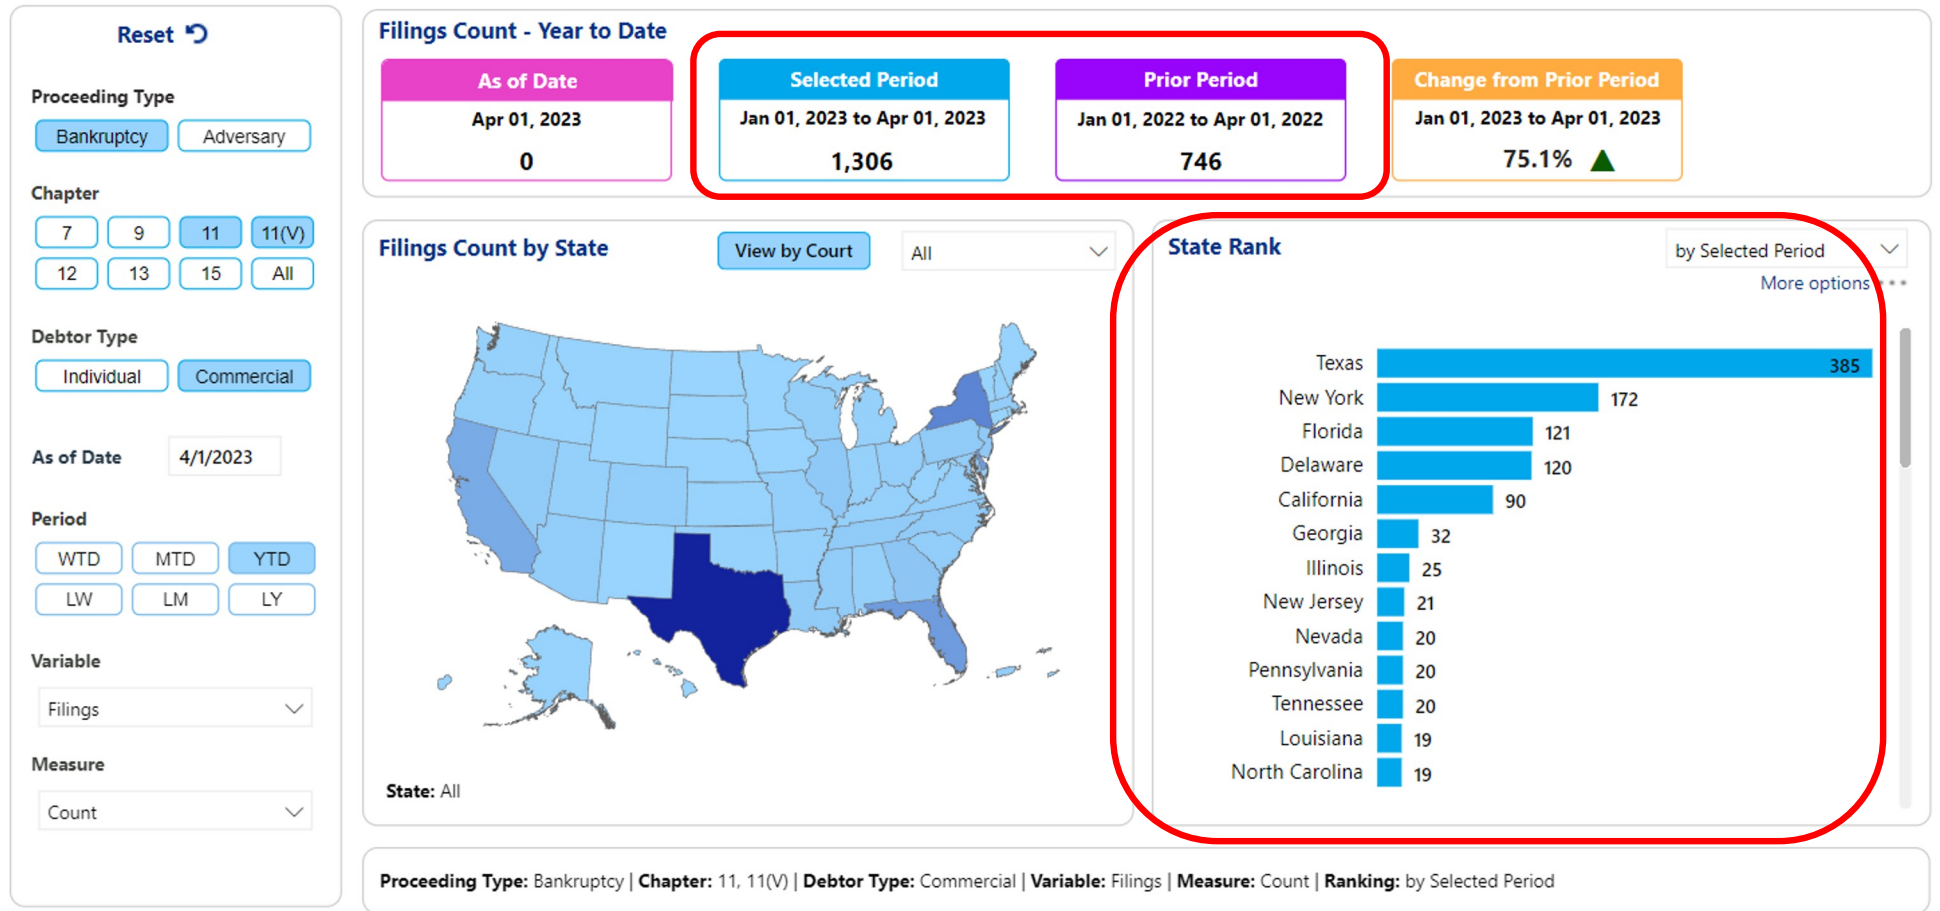 Reset
Proceeding Type
Bankruptcy Adversary
Chapter
7 9 11 11(V)
12 13 15 All
Debtor Type
Individual Commercial
As of Date 4/1/2023
Period
WTD MTD YTD
LW LM LY
Variable
Filings
Measure
Count
Filings Count - Year to Date
As of Date
Apr 01, 2023
0
Selected Period
Jan 01, 2023 to Apr 01, 2023
1,306
Prior Period
Jan 01, 2022 to Apr 01, 2022
746
Change from Prior Period
Jan 01, 2023 to Apr 01, 2023
75.1%
Filings Count by State
View by Court
All
State: All
State Rank
by Selected Period
More options
Texas 385
New York 172
Florida 121
Delaware 120
California 90
Georgia 32
Illinois 25
New Jersey 21
Nevada 20
Pennsylvania 20
Tennessee 20
Louisiana 19
North Carolina 19
Proceeding Type: Bankruptcy | Chapter: 11, 11(V) | Debtor Type: Commercial | Variable: Filings | Measure: Count | Ranking: by Selected Period